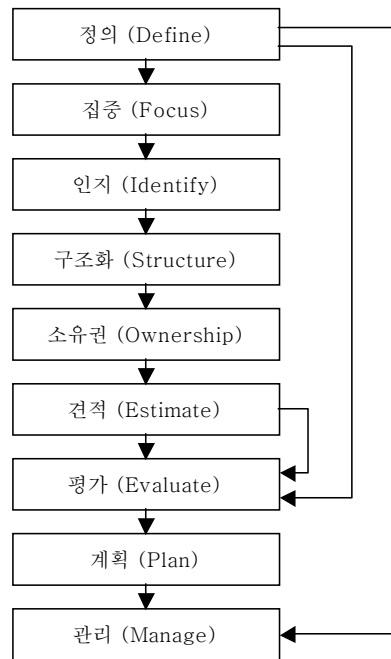 정의 (Define)
집중 (Focus)
인지 (Identify)
구조화 (Structure)
소유권 (Ownership)
견적 (Estimate)
평가 (Evaluate)
계획 (Plan)
관리 (Manage)